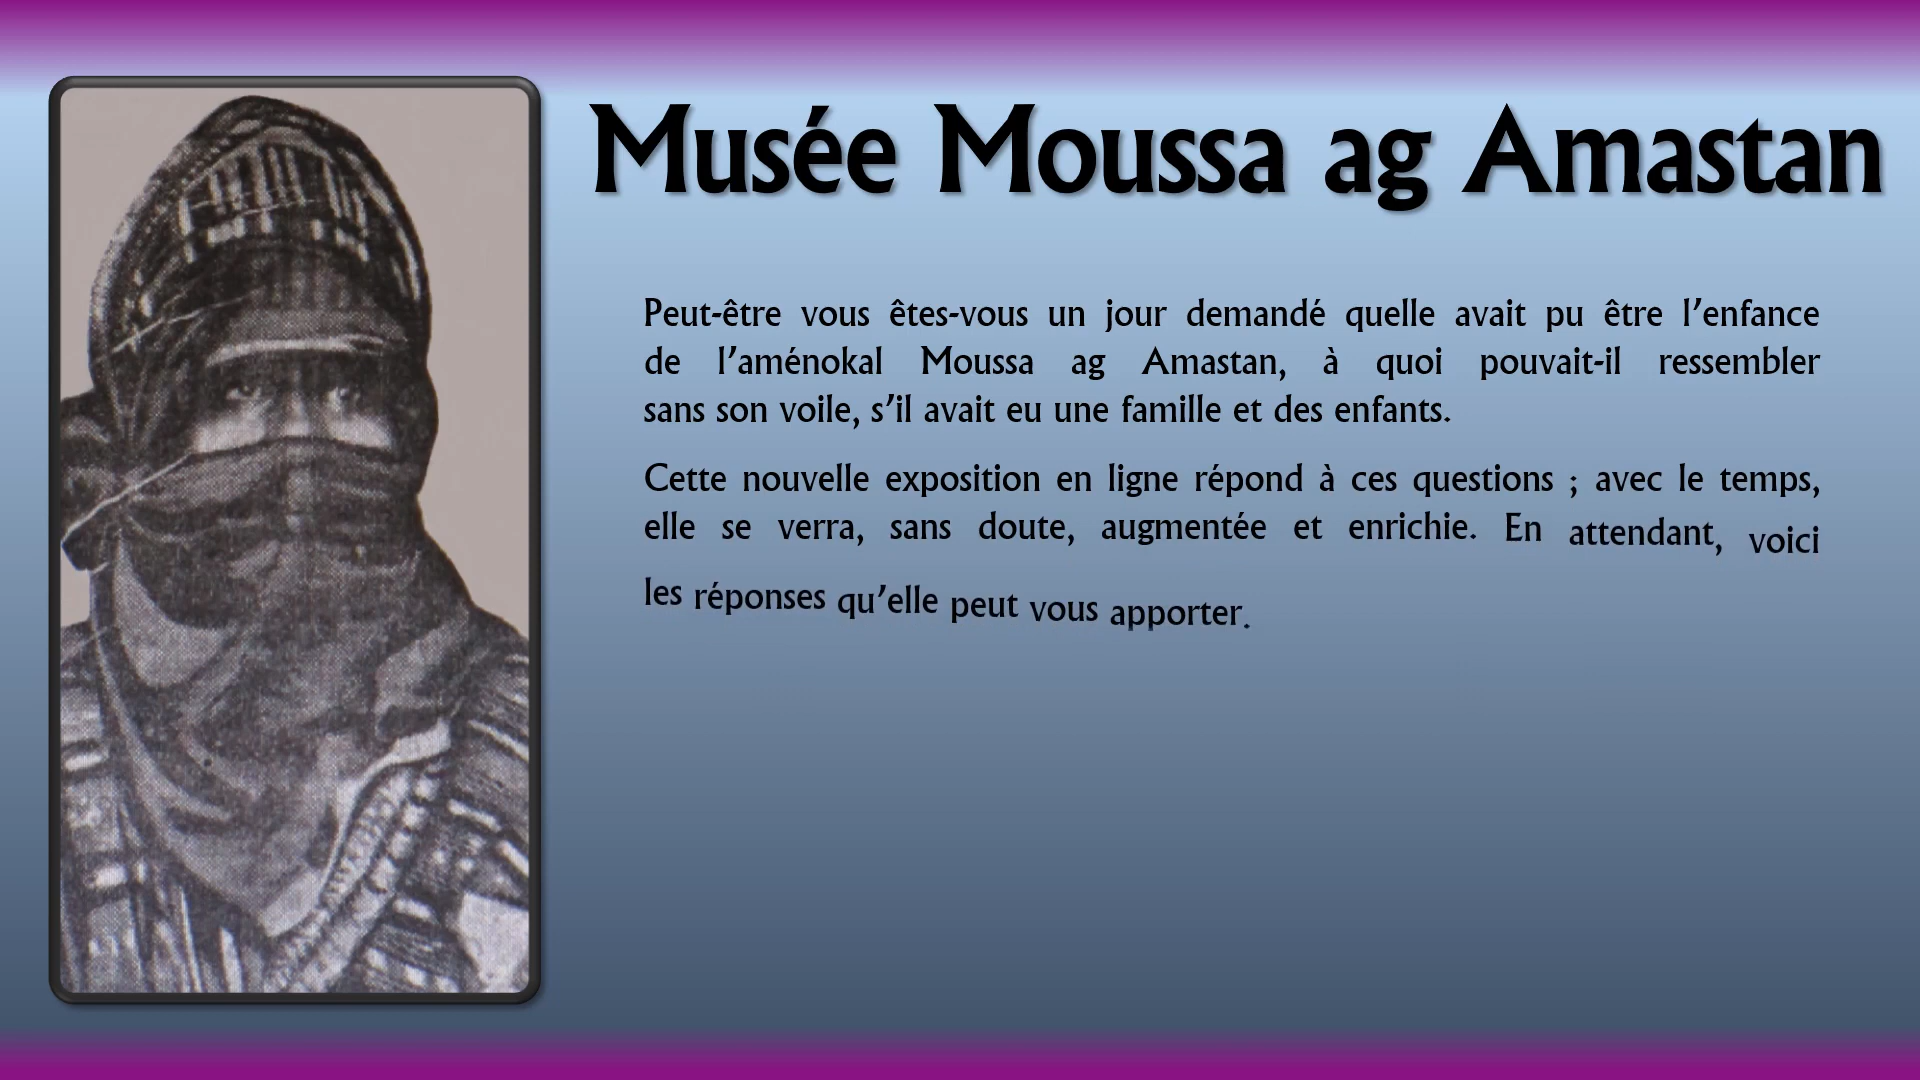 Musée Moussa ag Amastan
Peut-être vous êtes-vous un jour demandé quelle avait pu être l’enfance
de l’aménokal Moussa ag Amastan, à quoi pouvait-il ressembler
sans son voile, s’il avait eu une famille et des enfants.
Cette nouvelle exposition en ligne répond à ces questions ; avec le temps,
elle se verra, sans doute, augmentée et enrichie. En attendant, voici
les réponses qu’elle peut vous apporter.